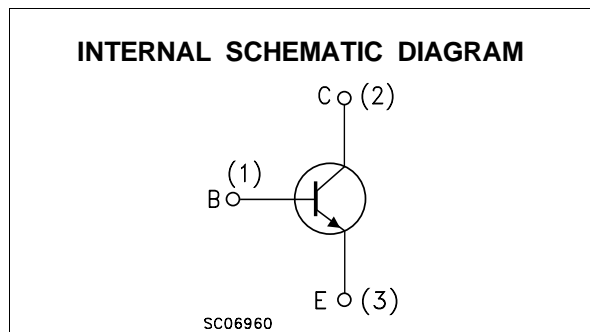 INTERNAL SCHEMATIC DIAGRAM
C (2)
(1)
B
E (3)
SC06960